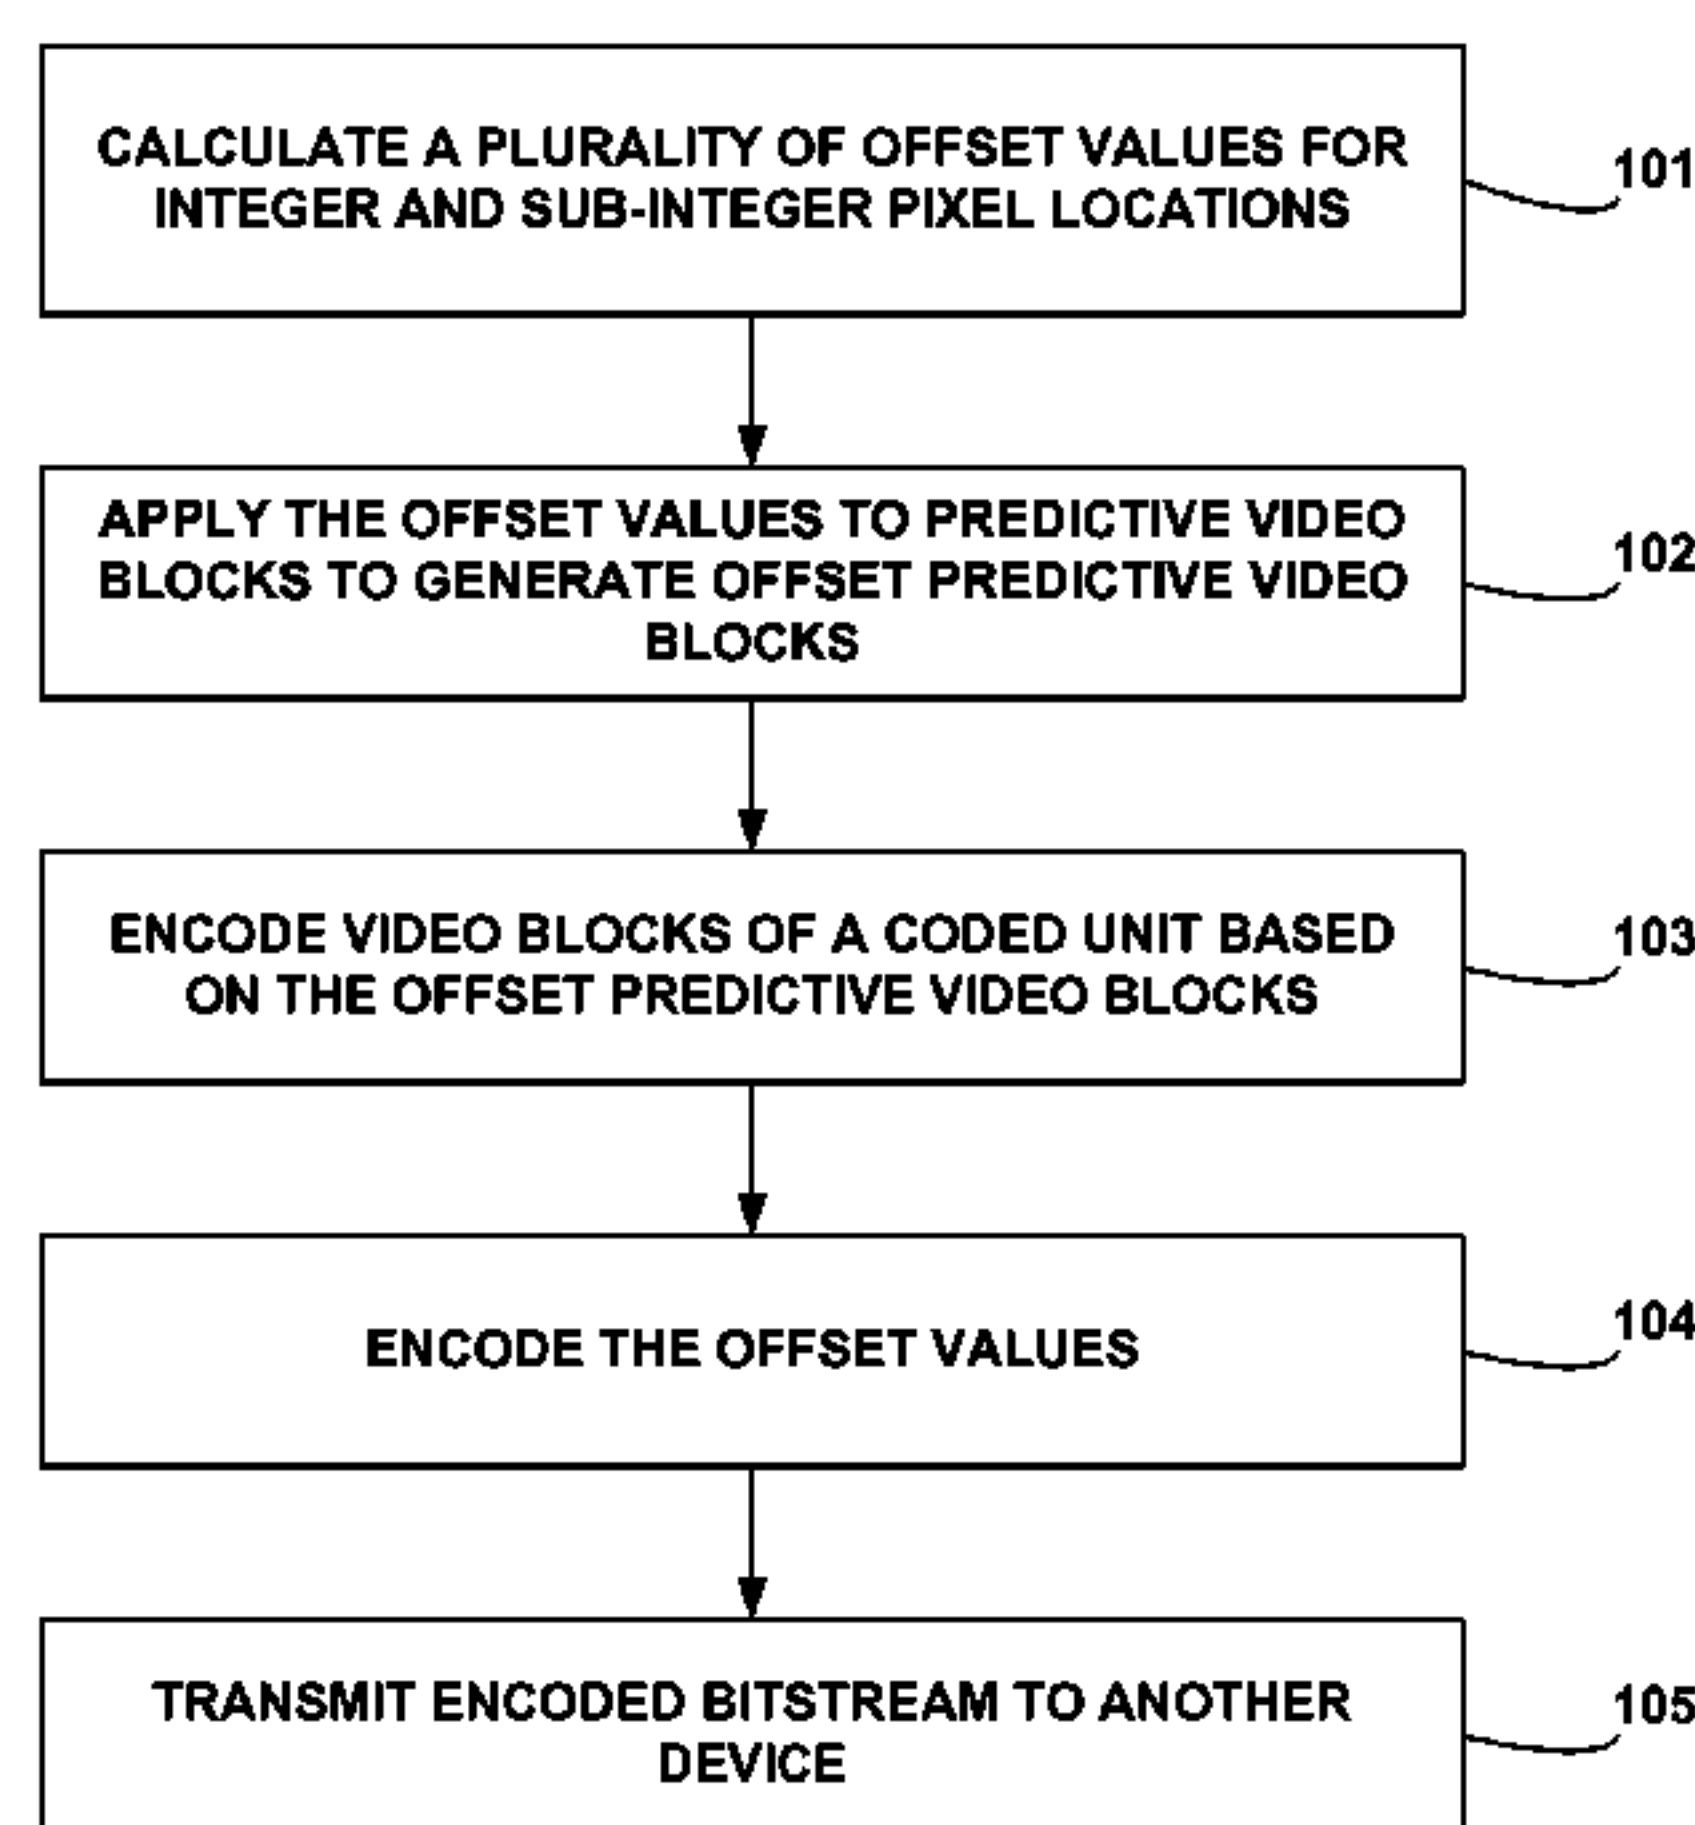 CALCULATE A PLURALITY OF OFFSET VALUES FOR
INTEGER AND SUB-INTEGER PIXEL LOCATIONS
101
APPLY THE OFFSET VALUES TO PREDICTIVE VIDEO
BLOCKS TO GENERATE OFFSET PREDICTIVE VIDEO
BLOCKS
102
ENCODE VIDEO BLOCKS OF A CODED UNIT BASED
ON THE OFFSET PREDICTIVE VIDEO BLOCKS
103
ENCODE THE OFFSET VALUES
104
TRANSMIT ENCODED BITSTREAM TO ANOTHER
DEVICE
105